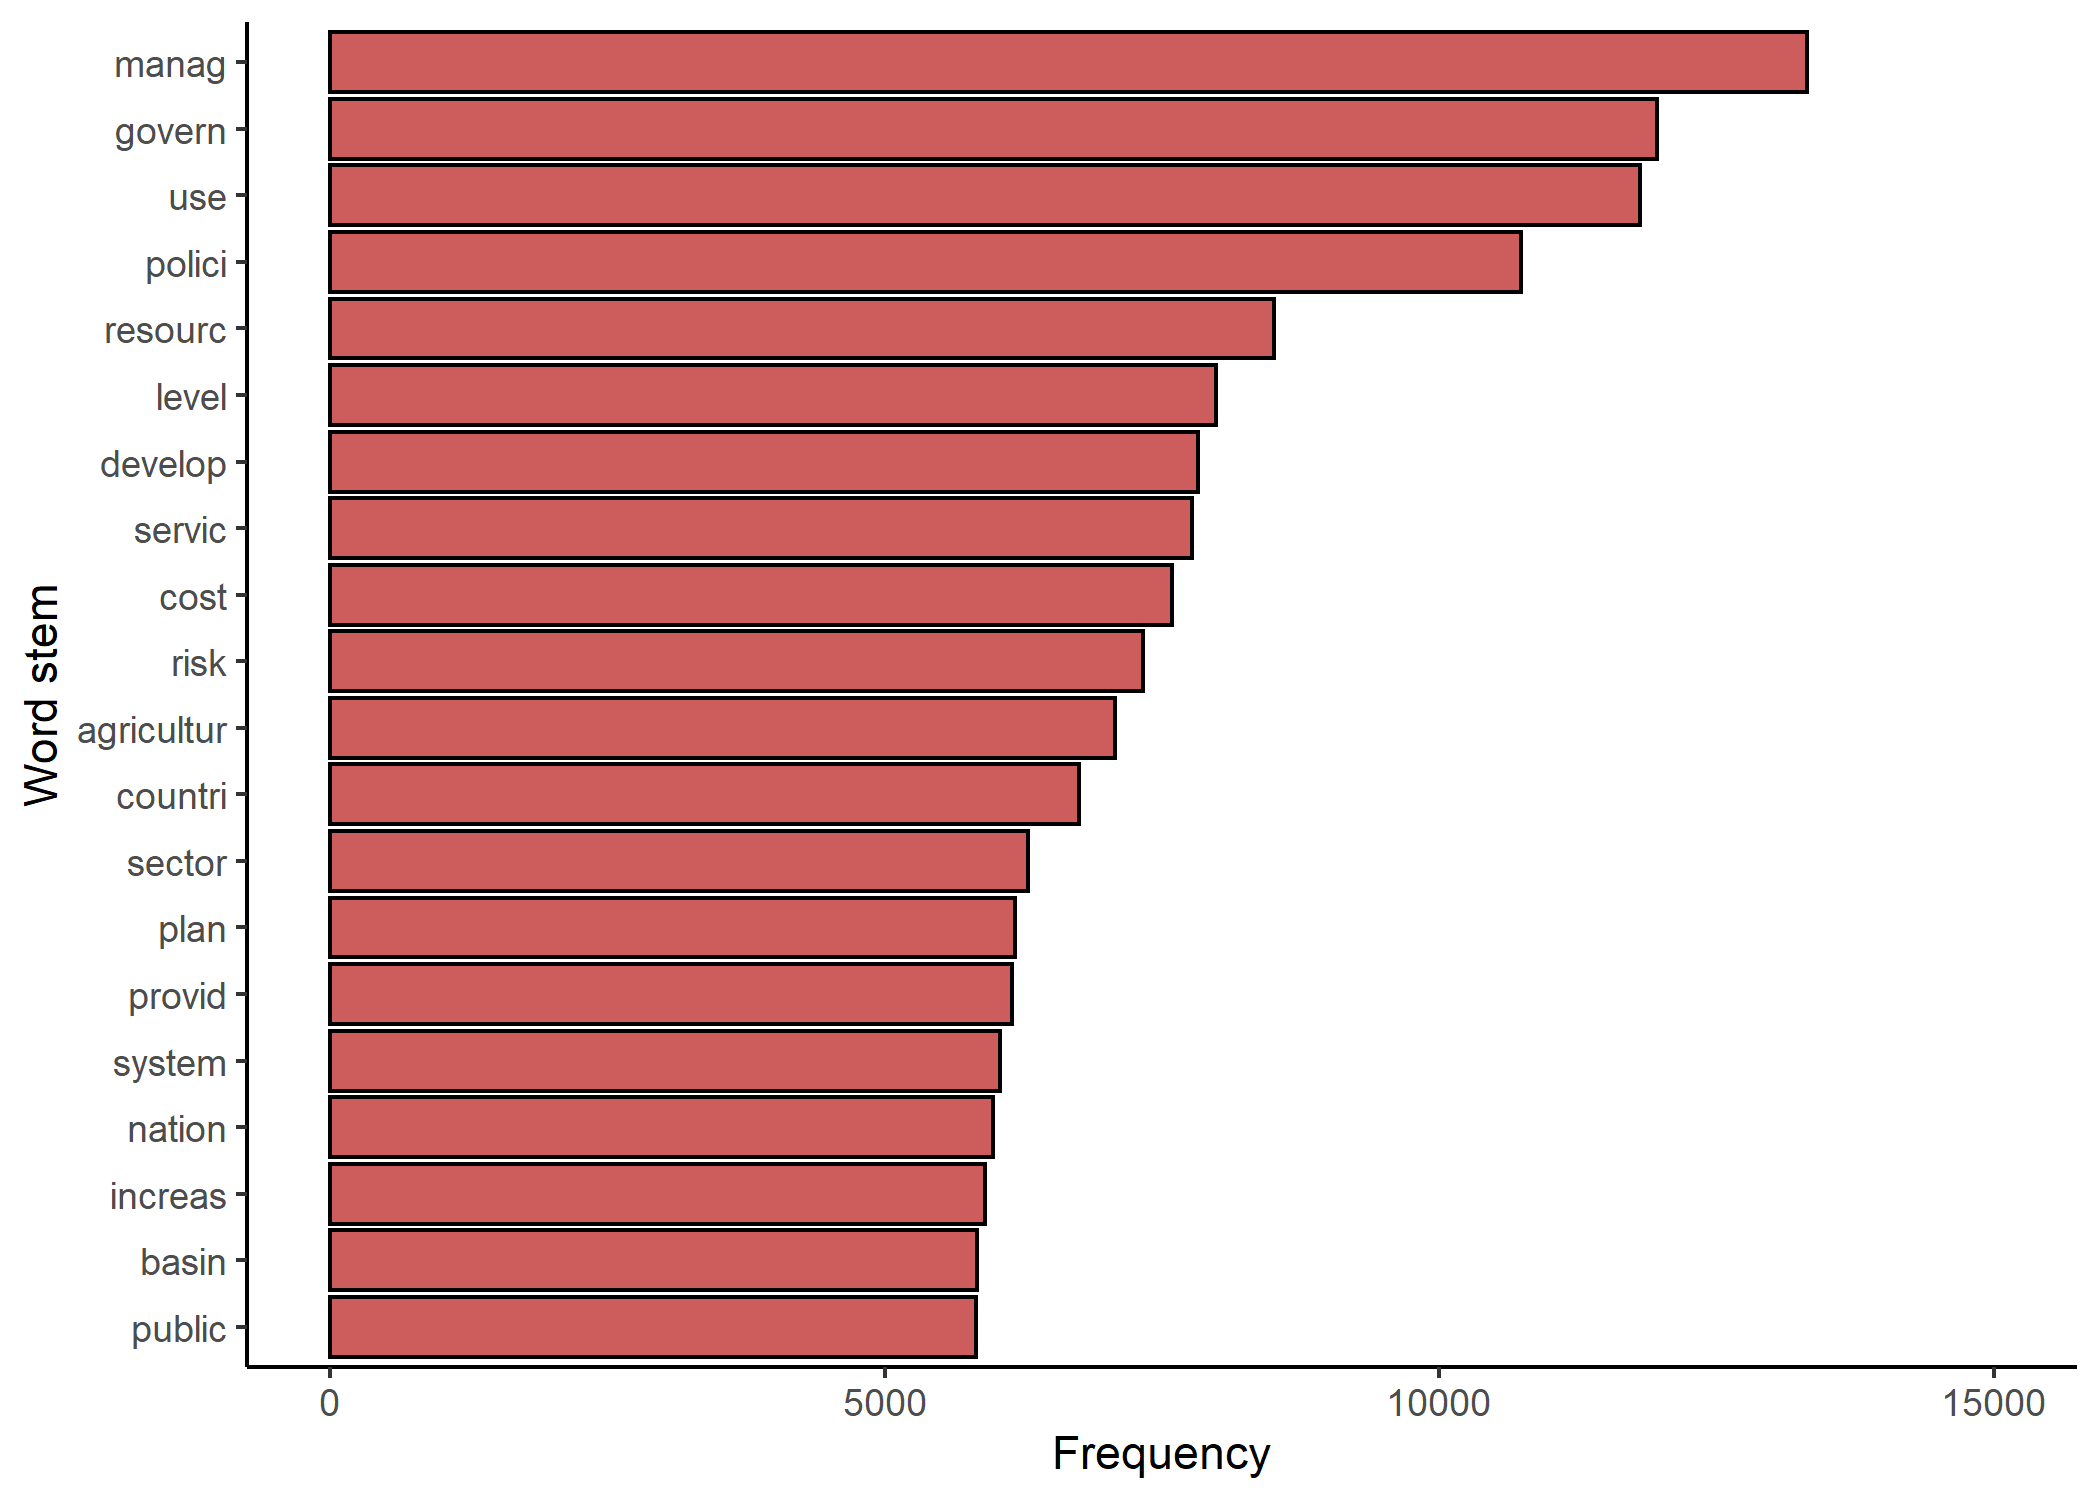 manag
govern
use
polici
resourc
level
develop
servic
cost
risk
agricultur
countri
sector
plan
provid
system
nation
increas
basin
public
Word stem
0 5000 10000 15000
Frequency